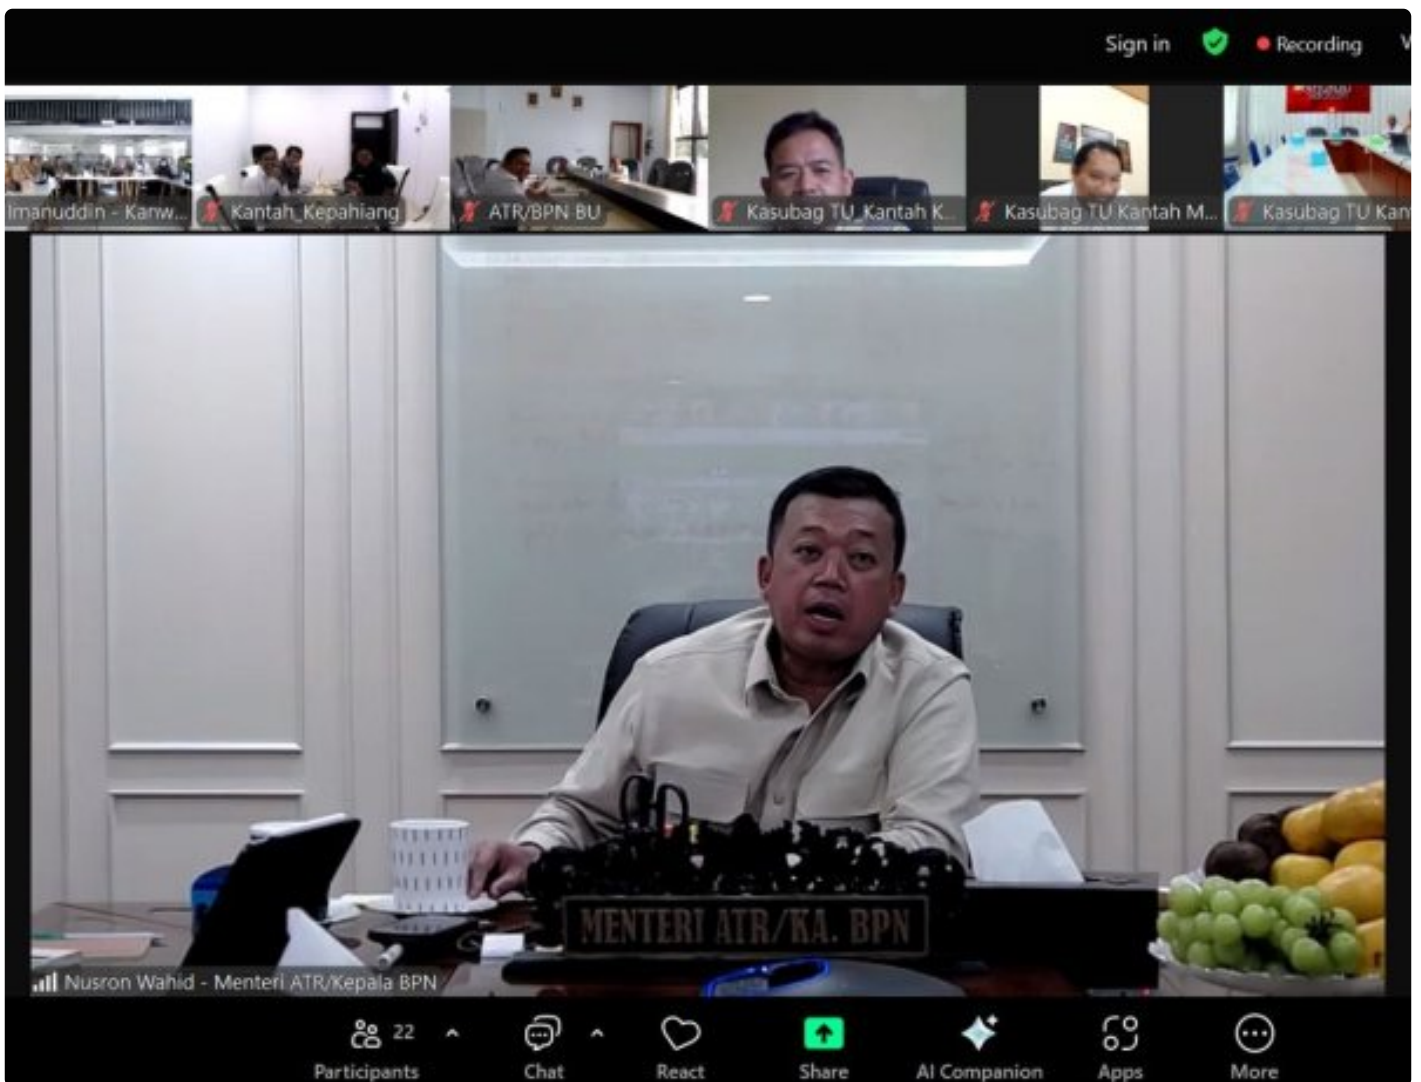 Sign in
Recording
Imanuddin - Kanw...
Kantah_Kepahiang
ATR/BPN BU
Kasubag TU_Kantah K...
Kasubag TU Kantah M...
Kasubag TU Kan
MENTERI ATR/KA. BPN
Nusron Wahid - Menteri ATR/Kepala BPN
22
Participants
Chat
React
Share
AI Companion
Apps
More